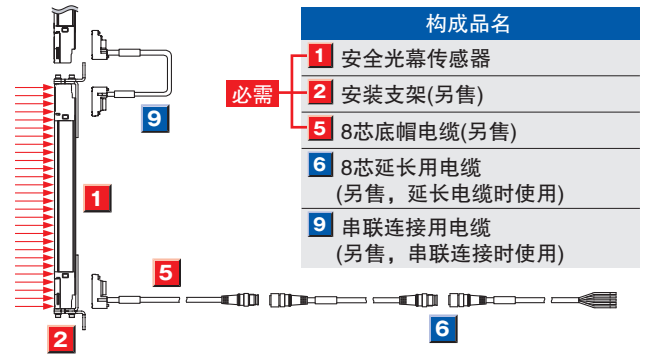 构成品名
必需
1 安全光幕传感器
2 安装支架(另售)
5 8芯底帽电缆(另售)
6 8芯延长用电缆
(另售，延长电缆时使用)
9 串联连接用电缆
(另售，串联连接时使用)
9
1
5
6
2